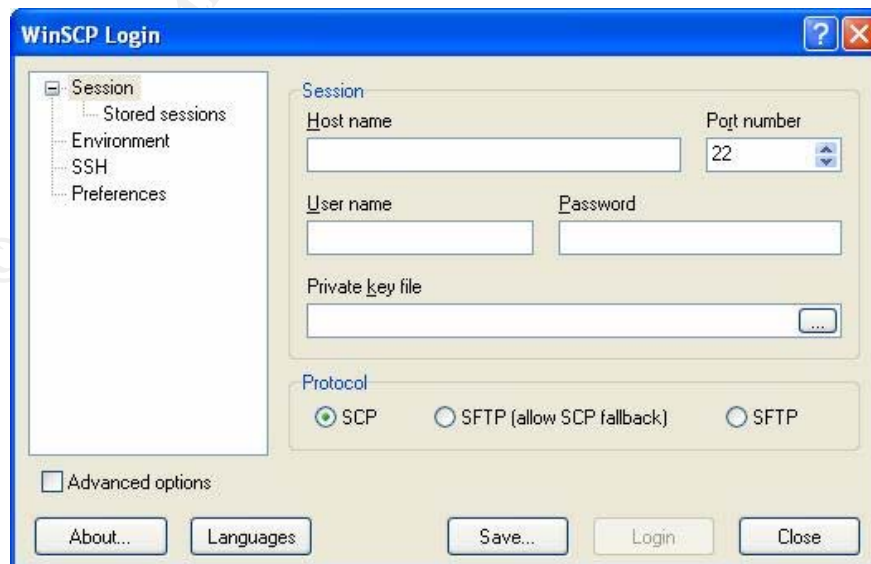 WinSCP Login
Session
Stored sessions
Environment
SSH
Preferences
Session
Host name
Port number
22
User name
Password
Private key file
...
Protocol
SCP
SFTP (allow SCP fallback)
SFTP
Advanced options
About...
Languages
Save...
Login
Close